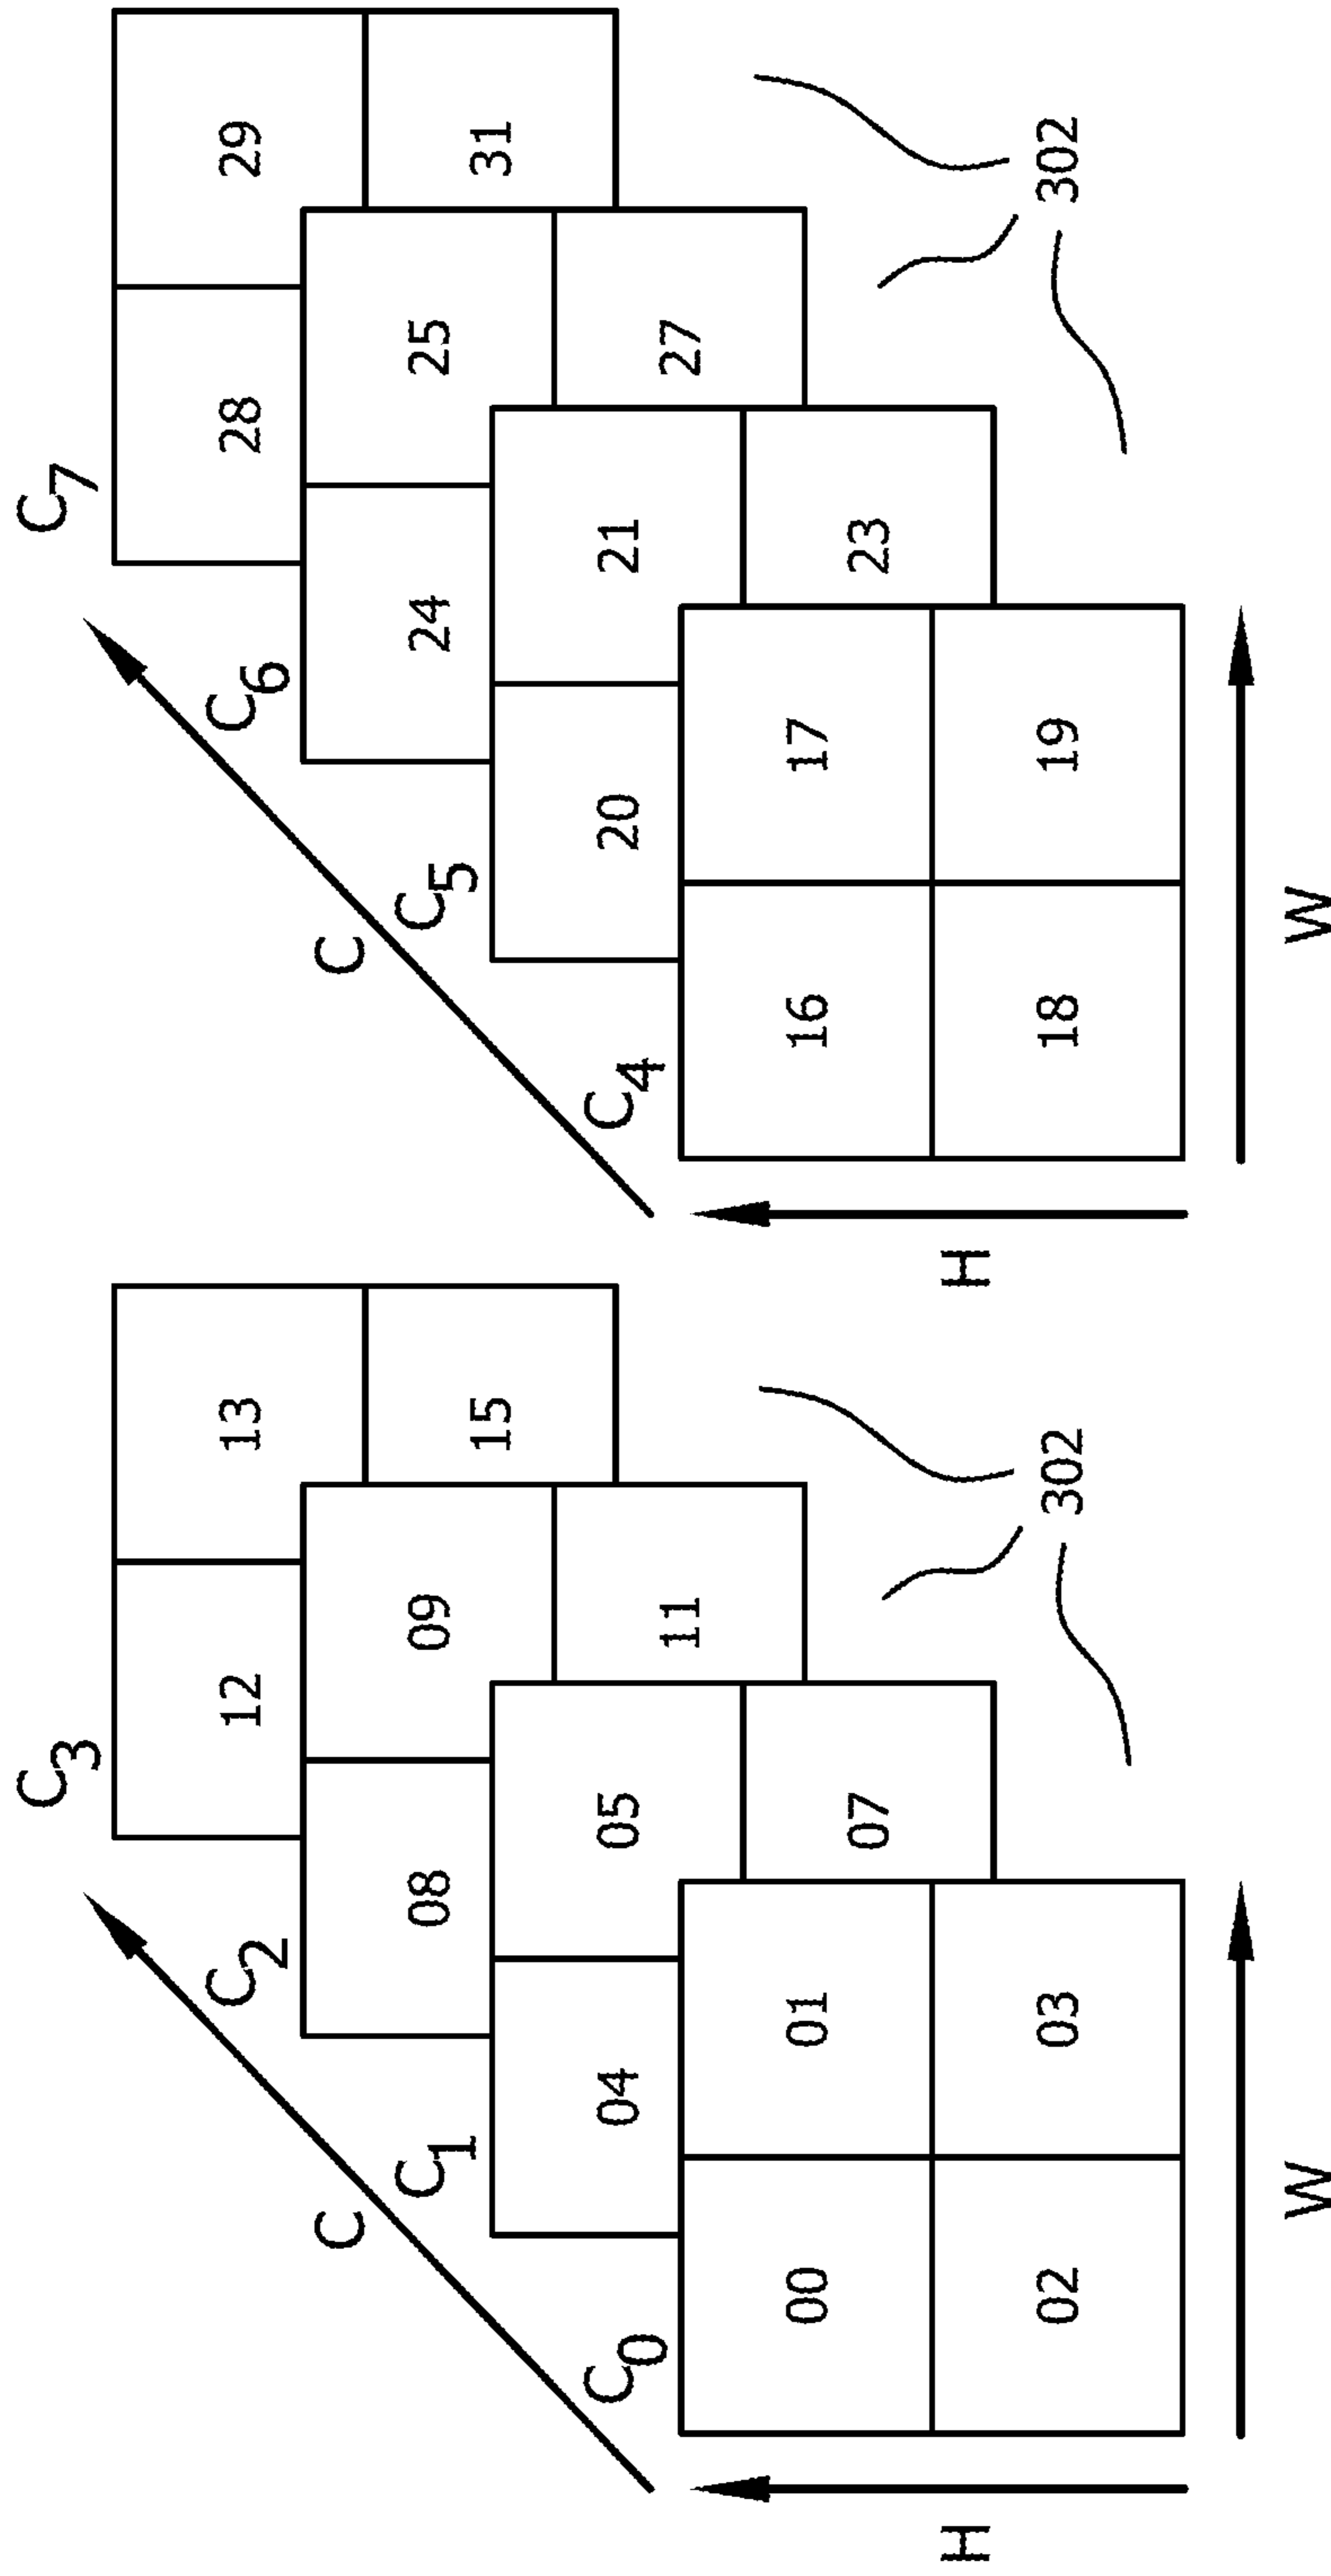 C₃
12 13
C₂
08 09 15
C
C₁
04 05 11
C₀
00 01 07
02 03
H
W
302
C₇
28 29
C₆
24 25 31
C
C₅
20 21 27
C₄
16 17 23
18 19
H
W
302